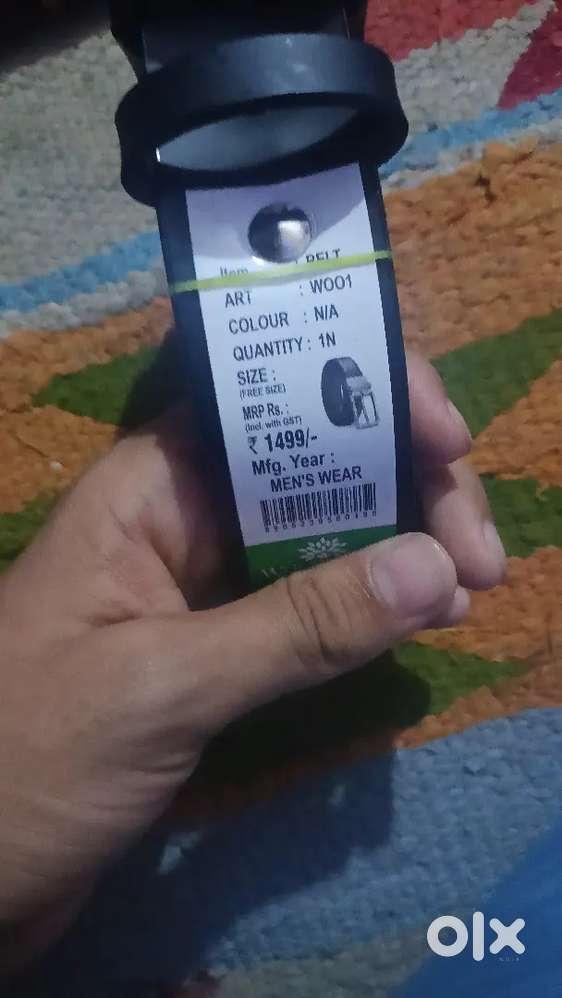 Item : BELT
ART : WOO1
COLOUR : N/A
QUANTITY : 1N
SIZE :
(FREE SIZE)
MRP Rs. :
(Incl. with GST)
₹ 1499/-
Mfg. Year :
MEN'S WEAR
olx